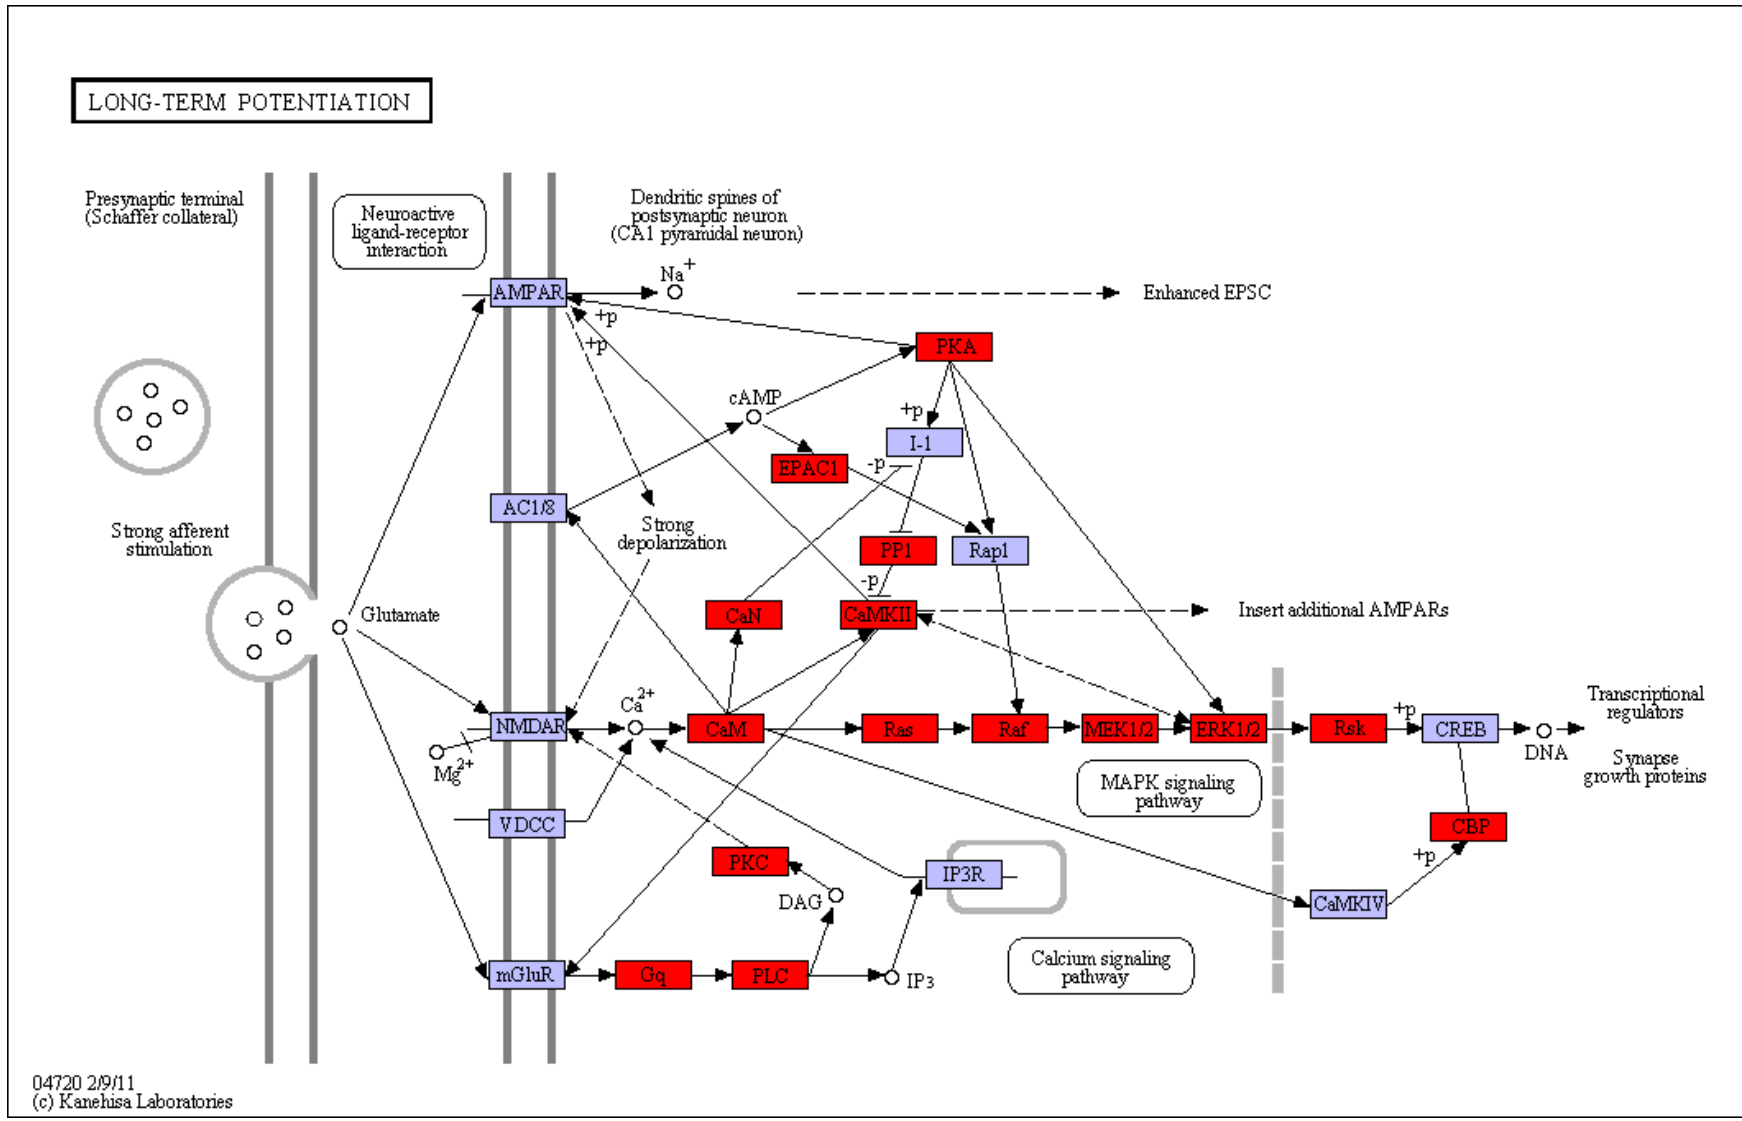 LONG-TERM POTENTIATION
Presynaptic terminal
(Schaffer collateral)
Neuroactive
ligand-receptor
interaction
Dendritic spines of
postsynaptic neuron
(CA1 pyramidal neuron)
AMPAR
Na+
Enhanced EPSC
+p
+p
PKA
cAMP
+p
I-1
EPAC1
-p
AC1/8
Strong afferent
stimulation
Strong
depolarization
PP1
Rap1
-p
Glutamate
CaN
CaMKII
Insert additional AMPARs
Ca2+
NMDAR
CaM
Ras
Raf
MEK1/2
ERK1/2
Rsk
+p
CREB
DNA
Transcriptional
regulators
Synapse
growth proteins
Mg2+
MAPK signaling
pathway
VDCC
CBP
+p
PKC
IP3R
DAG
CaMKIV
mGluR
Gq
PLC
IP3
Calcium signaling
pathway
04720 2/9/11
(c) Kanehisa Laboratories